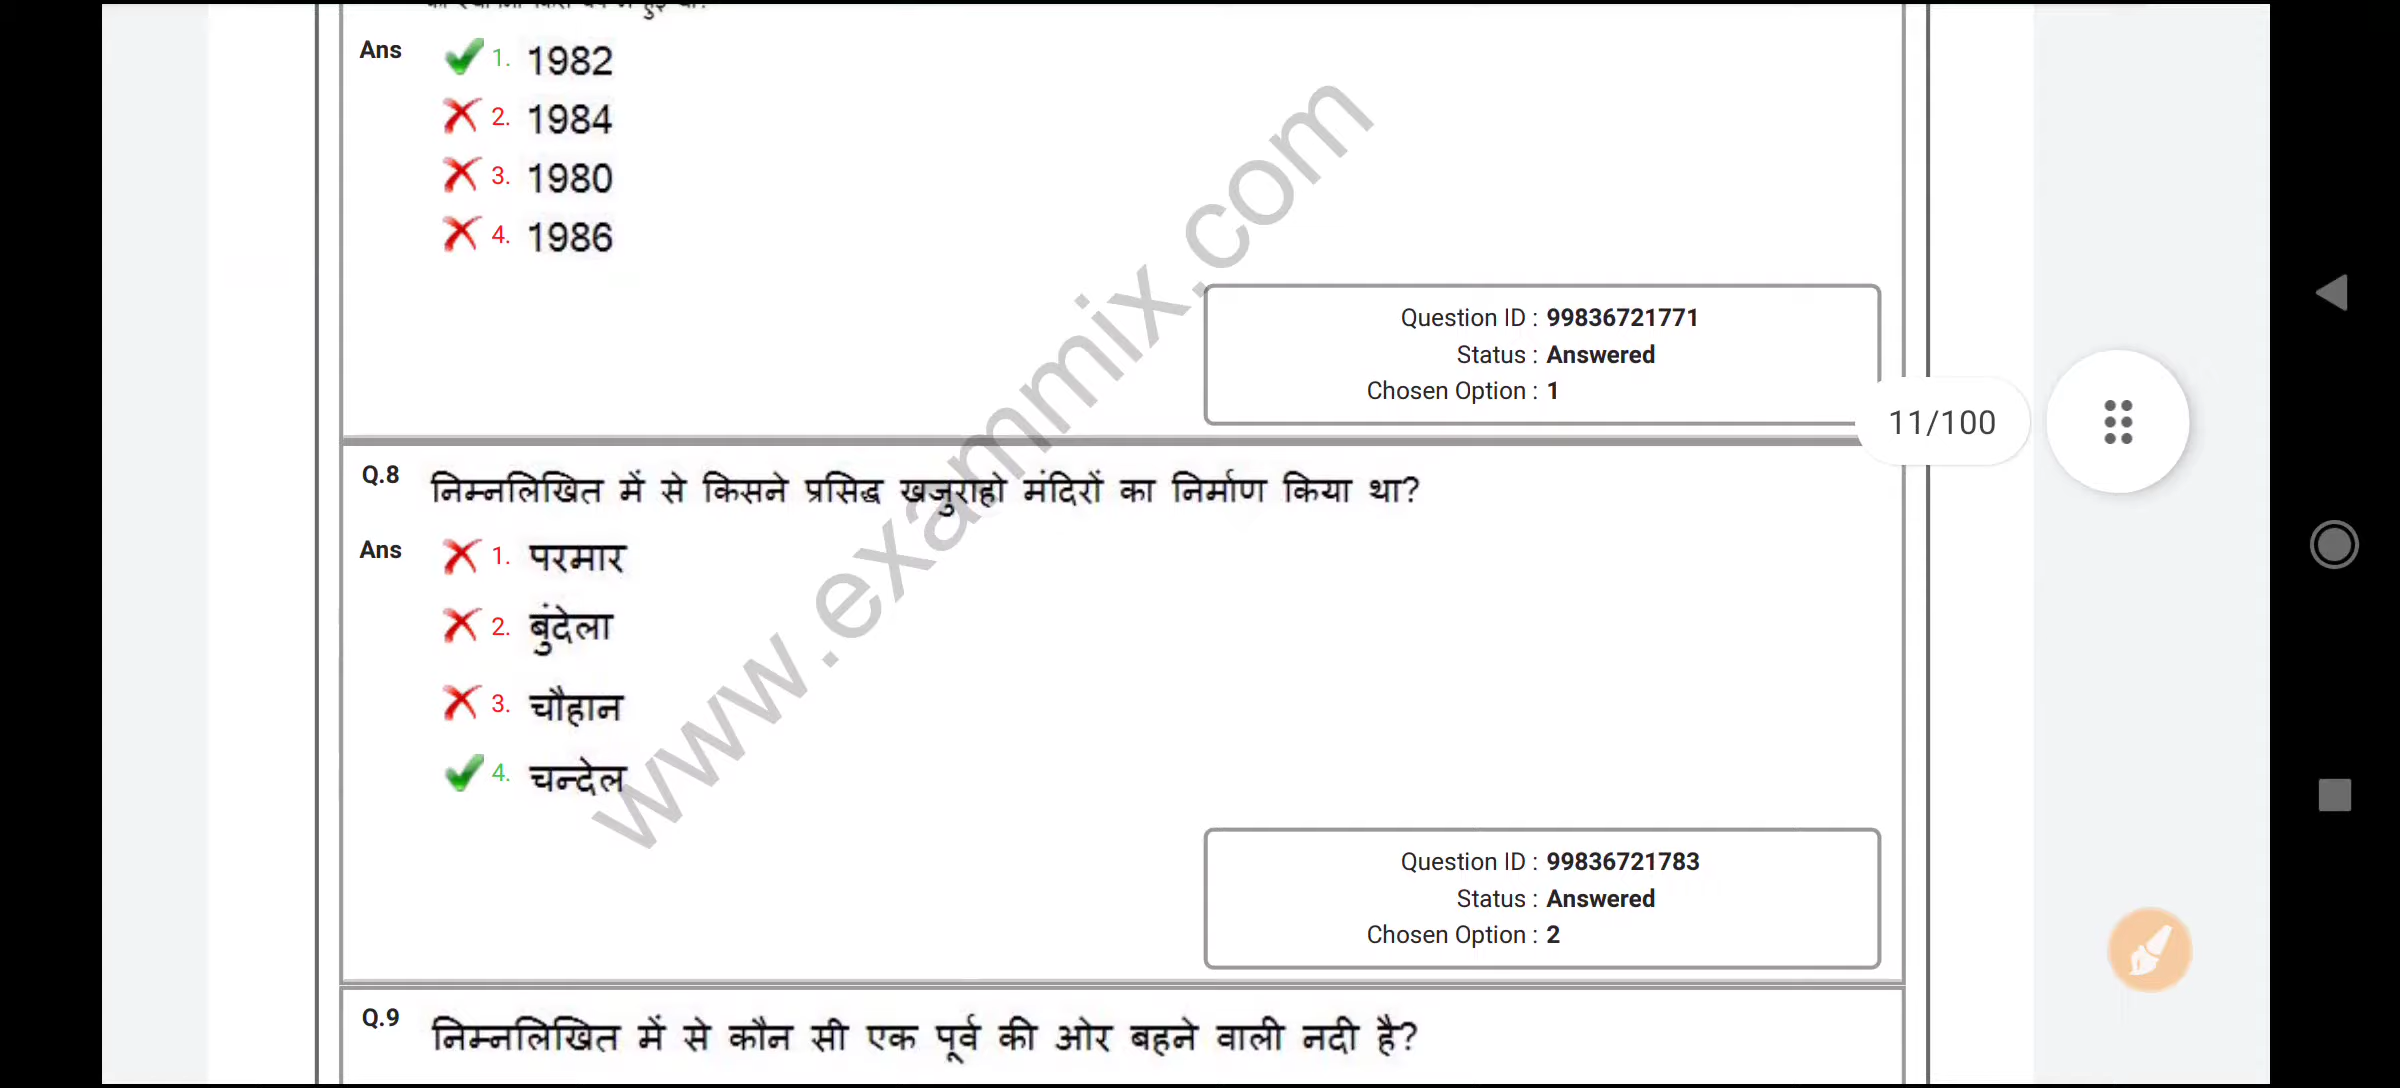 Ans 1. 1982
2. 1984
3. 1980
4. 1986
Question ID : 99836721771
Status : Answered
Chosen Option : 1
11/100
Q.8 निम्नलिखित में से किसने प्रसिद्ध खजुराहो मंदिरों का निर्माण किया था?
Ans 1. परमार
2. बुंदेला
3. चौहान
4. चन्देल
Question ID : 99836721783
Status : Answered
Chosen Option : 2
Q.9 निम्नलिखित में से कौन सी एक पूर्व की ओर बहने वाली नदी है?
www.exammix.com